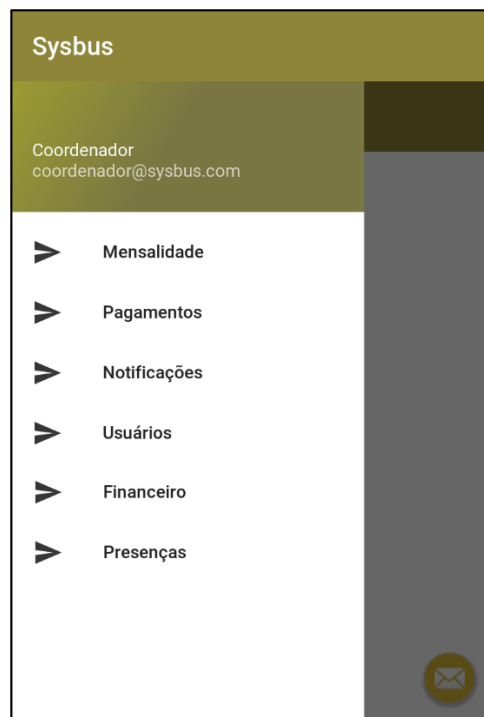 Sysbus
Coordenador
coordenador@sysbus.com
Mensalidade
Pagamentos
Notificações
Usuários
Financeiro
Presenças